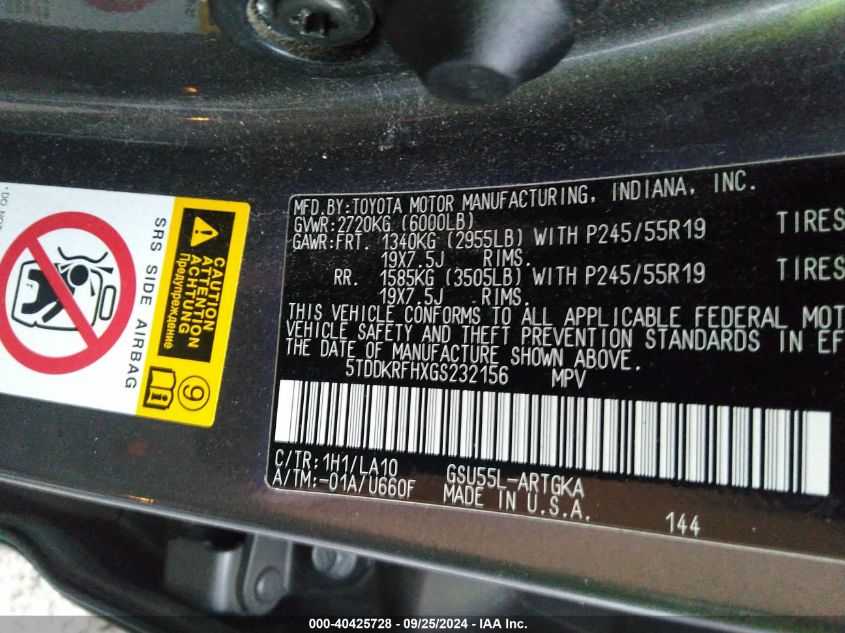 MFD.BY:TOYOTA MOTOR MANUFACTURING, INDIANA, INC.
GVWR:2720KG (6000LB)
GAWR:FRT. 1340KG (2955LB) WITH P245/55R19 TIRES
19X7.5J RIMS.
RR. 1585KG (3505LB) WITH P245/55R19 TIRES
19X7.5J RIMS.
THIS VEHICLE CONFORMS TO ALL APPLICABLE FEDERAL MOT
VEHICLE SAFETY AND THEFT PREVENTION STANDARDS IN EF
THE DATE OF MANUFACTURE SHOWN ABOVE.
5TDDKRFHXGS232156 MPV
C/TR:1H1/LA10 GSU55L-ARTGKA
A/TM:-01A/U660F MADE IN U.S.A.
144
SRS SIDE AIRBAG
CAUTION
ATTENTION
ACHTUNG
Предупреждение
9
000-40425728 - 09/25/2024 - IAA Inc.